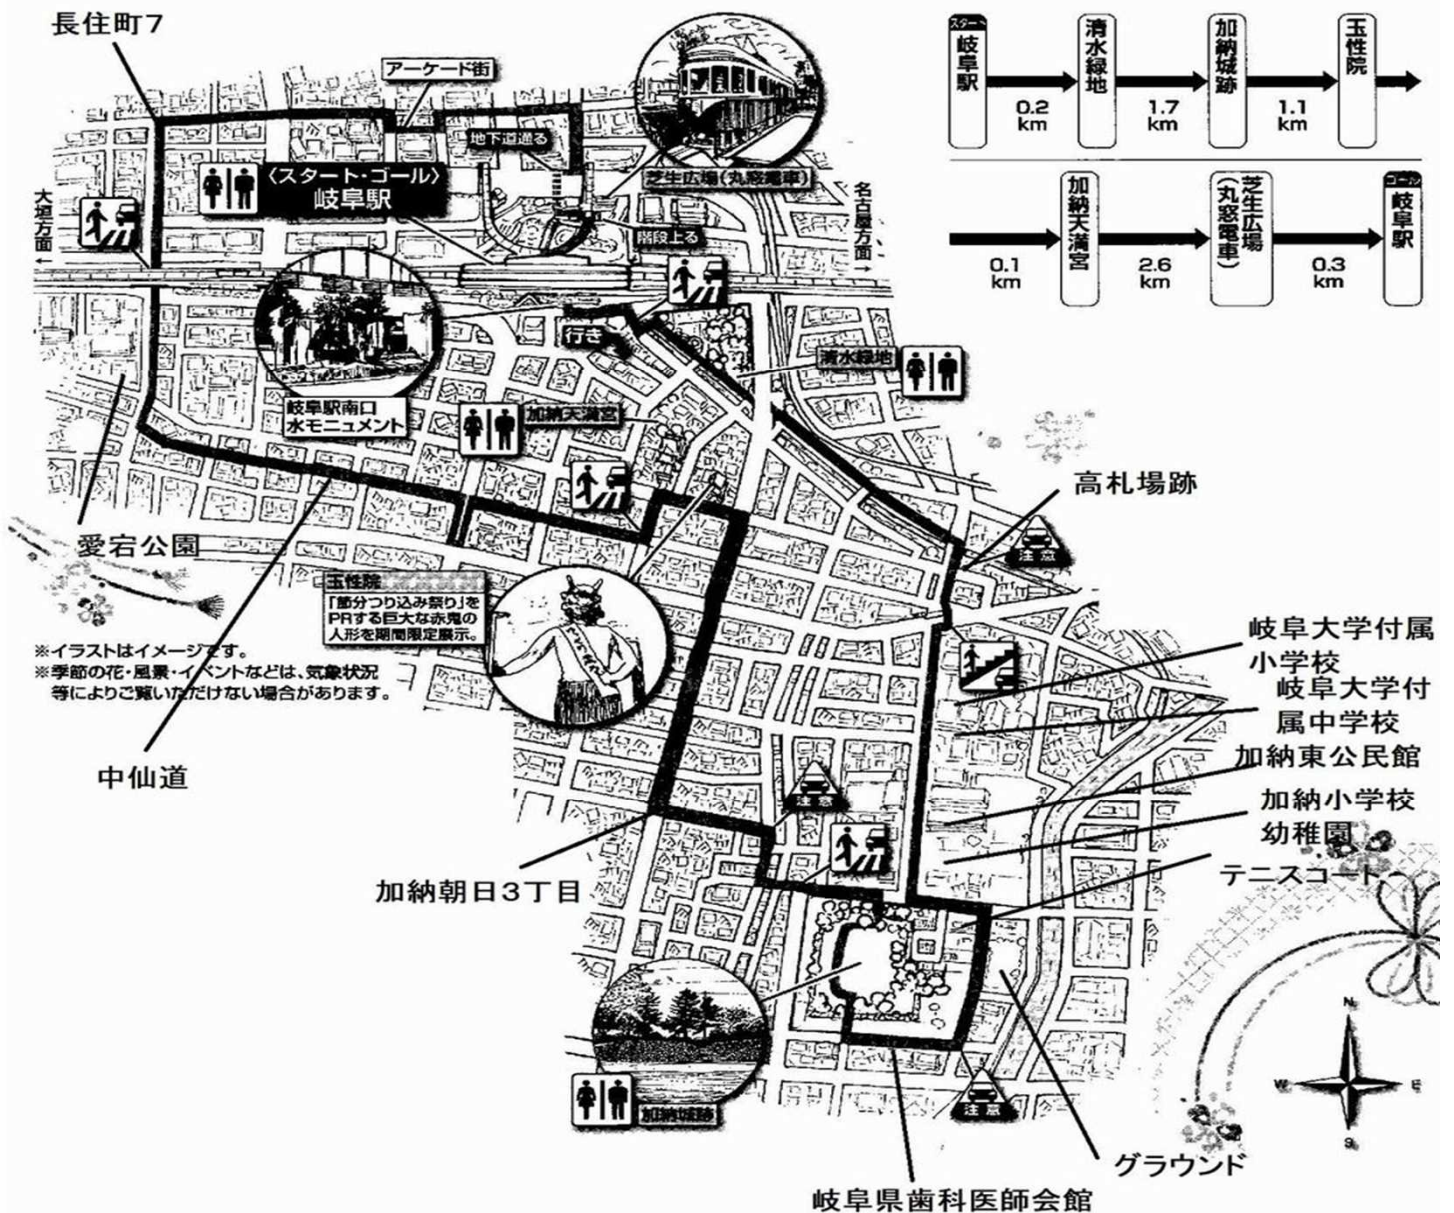 長住町7
アーケード街
地下道通る
〈スタート・ゴール〉
岐阜駅
芝生広場(丸窓電車)
大垣方面←
名古屋方面→
階段上る
行き
清水緑地
岐阜駅南口
水モニュメント
加納天満宮
高札場跡
注意
愛宕公園
玉性院
「節分つり込み祭り」を
PRする巨大な赤鬼の
人形を期間限定展示。
※イラストはイメージです。
※季節の花・風景・イベントなどは、気象状況
等によりご覧いただけない場合があります。
中仙道
岐阜大学付属
小学校
岐阜大学付
属中学校
加納東公民館
加納小学校
幼稚園
テニスコート
注意
加納朝日3丁目
加納城跡
注意
グラウンド
岐阜県歯科医師会館
N
W
E
S
スタート
岐阜駅
0.2
km
清水緑地
1.7
km
加納城跡
1.1
km
玉性院
0.1
km
加納天満宮
2.6
km
芝生広場
(丸窓電車)
0.3
km
ゴール
岐阜駅